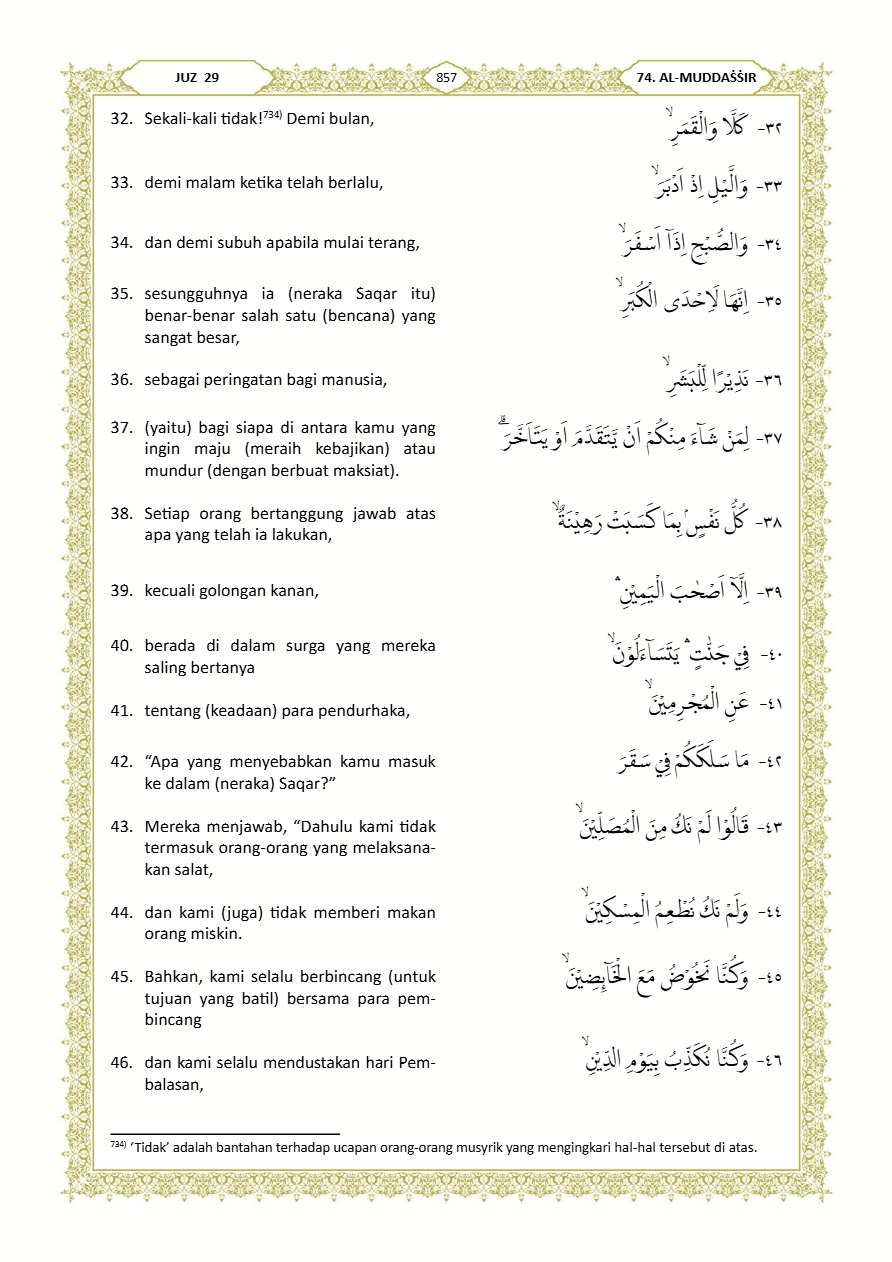 JUZ 29
857
74. AL-MUDDAṠṠIR
32. Sekali-kali tidak!734) Demi bulan,
٣٢- كَلَّا وَالْقَمَرِۙ
33. demi malam ketika telah berlalu,
٣٣- وَالَّيْلِ اِذْ اَدْبَرَۙ
34. dan demi subuh apabila mulai terang,
٣٤- وَالصُّبْحِ اِذَآ اَسْفَرَۙ
35. sesungguhnya ia (neraka Saqar itu)
benar-benar salah satu (bencana) yang
sangat besar,
٣٥- اِنَّهَا لَاِحْدَى الْكُبَرِۙ
36. sebagai peringatan bagi manusia,
٣٦- نَذِيْرًا لِّلْبَشَرِۙ
37. (yaitu) bagi siapa di antara kamu yang
ingin maju (meraih kebajikan) atau
mundur (dengan berbuat maksiat).
٣٧- لِمَنْ شَاۤءَ مِنْكُمْ اَنْ يَّتَقَدَّمَ اَوْ يَتَاَخَّرَۗ
38. Setiap orang bertanggung jawab atas
apa yang telah ia lakukan,
٣٨- كُلُّ نَفْسٍۢ بِمَا كَسَبَتْ رَهِيْنَةٌۙ
39. kecuali golongan kanan,
٣٩- اِلَّآ اَصْحٰبَ الْيَمِيْنِۛ
40. berada di dalam surga yang mereka
saling bertanya
٤٠- فِيْ جَنّٰتٍۛ يَتَسَاۤءَلُوْنَۙ
41. tentang (keadaan) para pendurhaka,
٤١- عَنِ الْمُجْرِمِيْنَۙ
42. “Apa yang menyebabkan kamu masuk
ke dalam (neraka) Saqar?”
٤٢- مَا سَلَكَكُمْ فِيْ سَقَرَ
43. Mereka menjawab, “Dahulu kami tidak
termasuk orang-orang yang melaksana-
kan salat,
٤٣- قَالُوْا لَمْ نَكُ مِنَ الْمُصَلِّيْنَۙ
44. dan kami (juga) tidak memberi makan
orang miskin.
٤٤- وَلَمْ نَكُ نُطْعِمُ الْمِسْكِيْنَۙ
45. Bahkan, kami selalu berbincang (untuk
tujuan yang batil) bersama para pem-
bincang
٤٥- وَكُنَّا نَخُوْضُ مَعَ الْخَاۤىِٕضِيْنَۙ
46. dan kami selalu mendustakan hari Pem-
balasan,
٤٦- وَكُنَّا نُكَذِّبُ بِيَوْمِ الدِّيْنِۙ
734) ‘Tidak’ adalah bantahan terhadap ucapan orang-orang musyrik yang mengingkari hal-hal tersebut di atas.